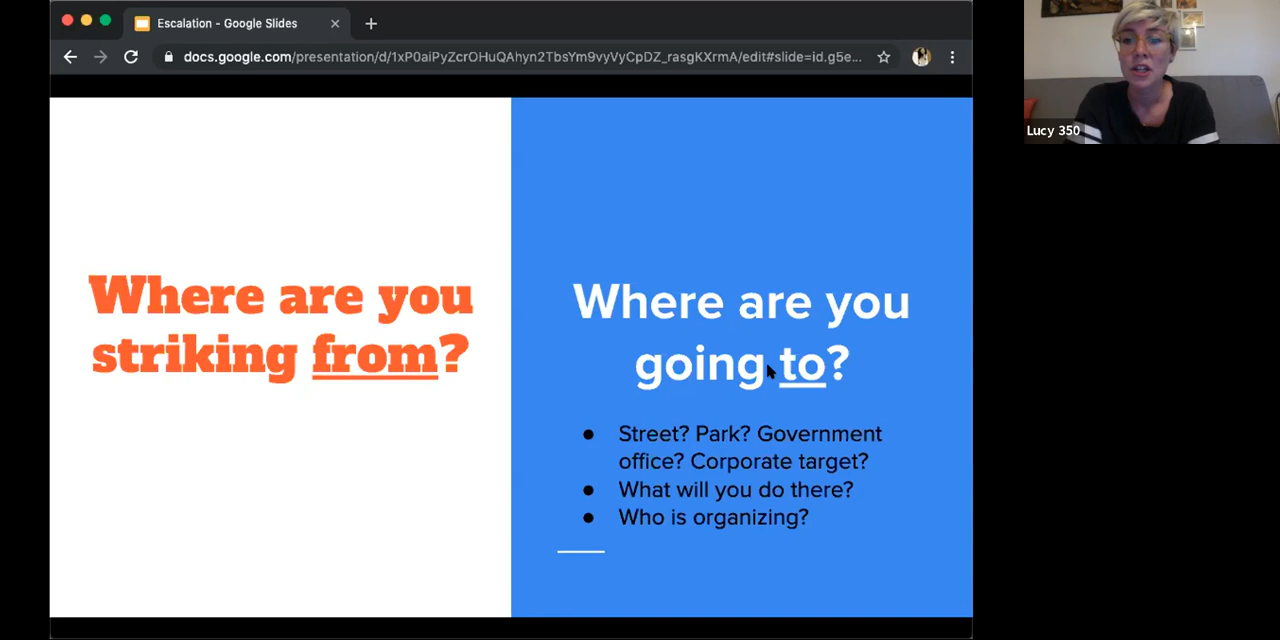 Escalation - Google Slides
docs.google.com/presentation/d/1xP0aiPyZcrOHuQAhyn2TbsYm9vyVyCpDZ_rasgKXrmA/edit#slide=id.g5e...
Lucy 350
Where are you
striking from?
Where are you
going to?
● Street? Park? Government
office? Corporate target?
● What will you do there?
● Who is organizing?